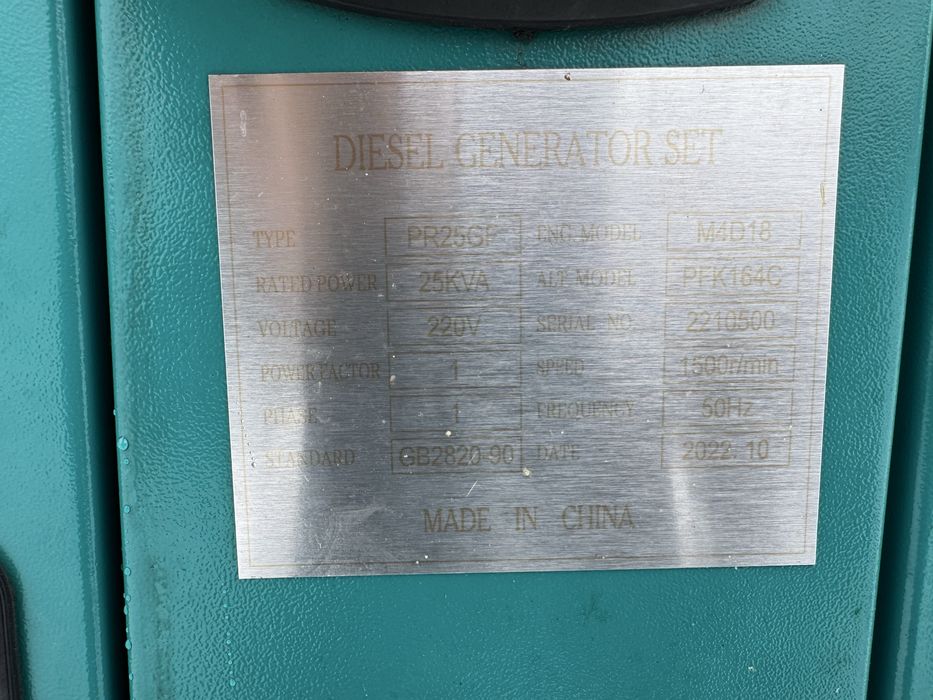 DIESEL GENERATOR SET
TYPE PR25GF ENG. MODEL M4D18
RATED POWER 25KVA ALT MODEL PFK164C
VOLTAGE 220V SERIAL NO. 2210500
POWER FACTOR 1 SPEED 1500r/min
PHASE 1 FREQUENCY 50Hz
STANDARD GB2820-90 DATE 2022. 10
MADE IN CHINA